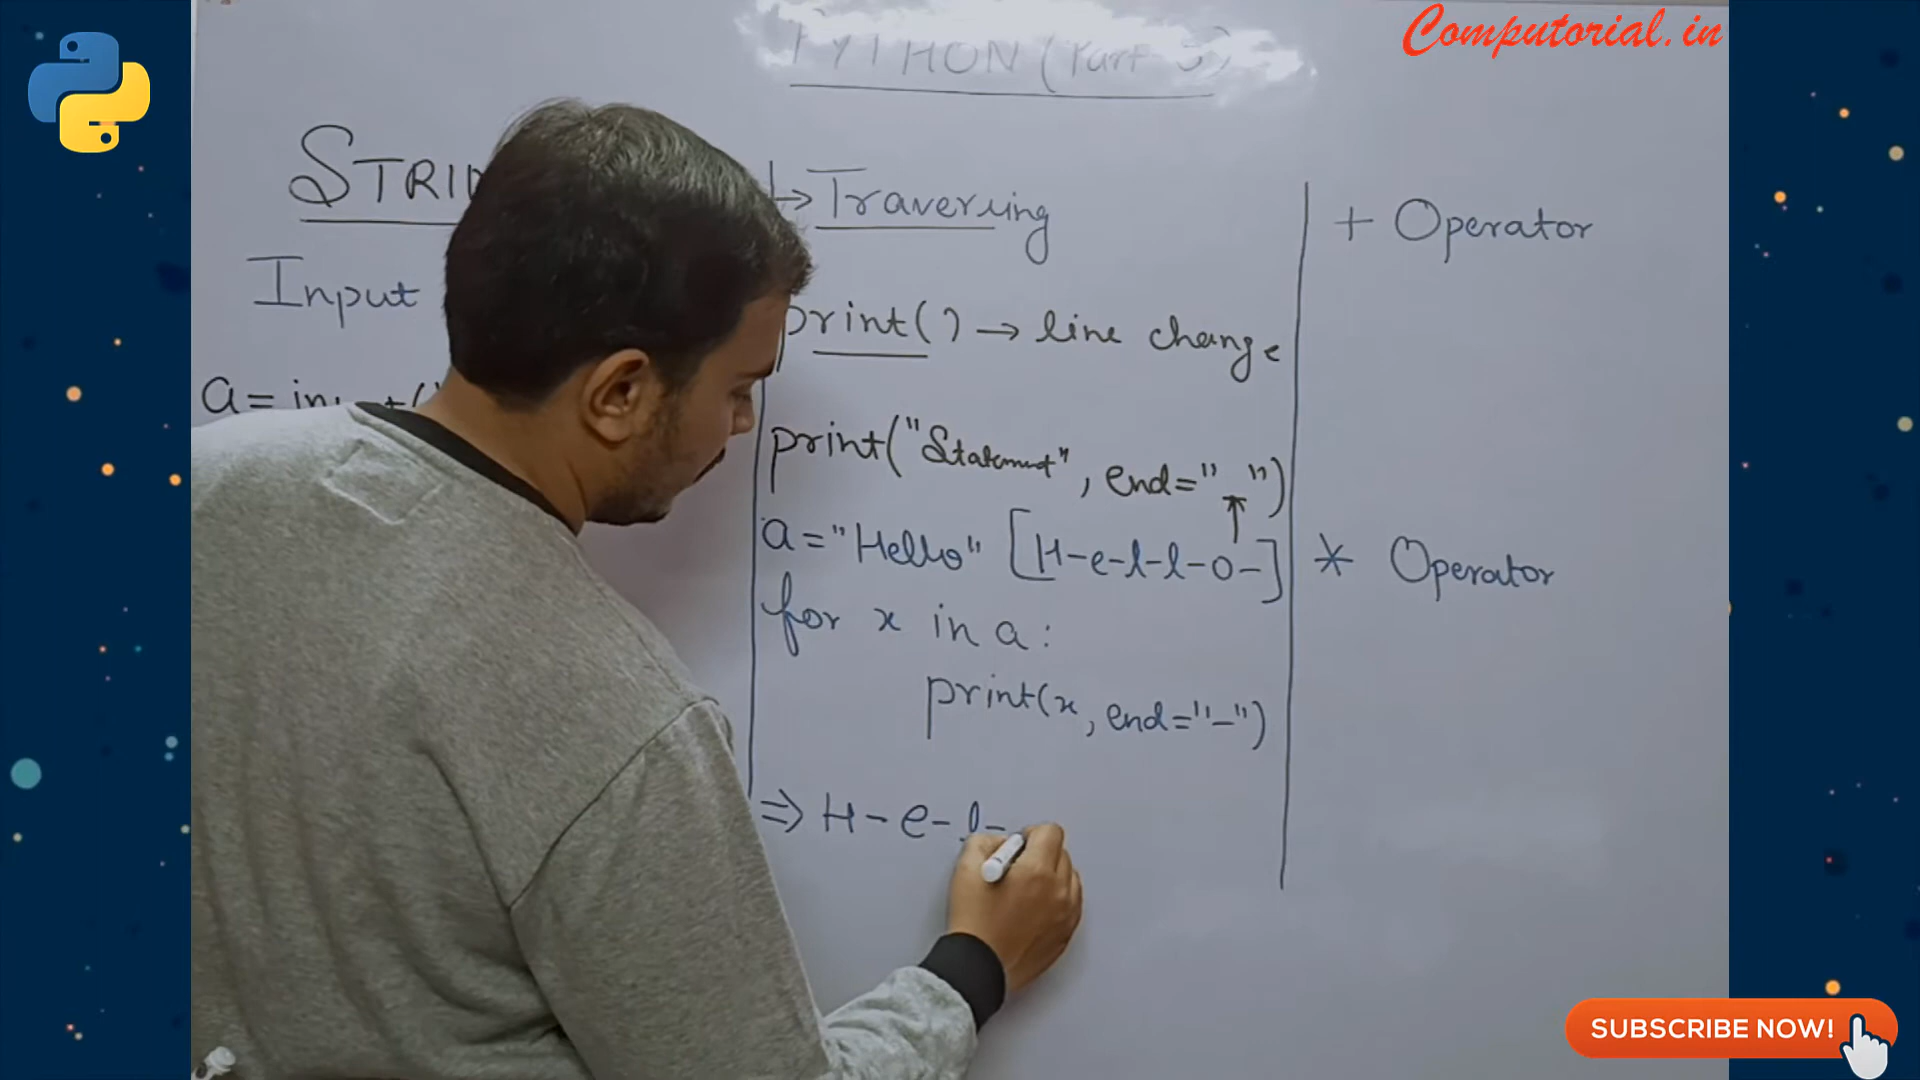 Computorial.in
PYTHON (Part-3)
STRIN
Input
a= in
→ Traversing
print() → line change
print("Statement", end="_")
a="Hello" [H-e-l-l-o-]
for x in a:
print(x, end="-")
⇒ H-e-l-
+ Operator
* Operator
SUBSCRIBE NOW!